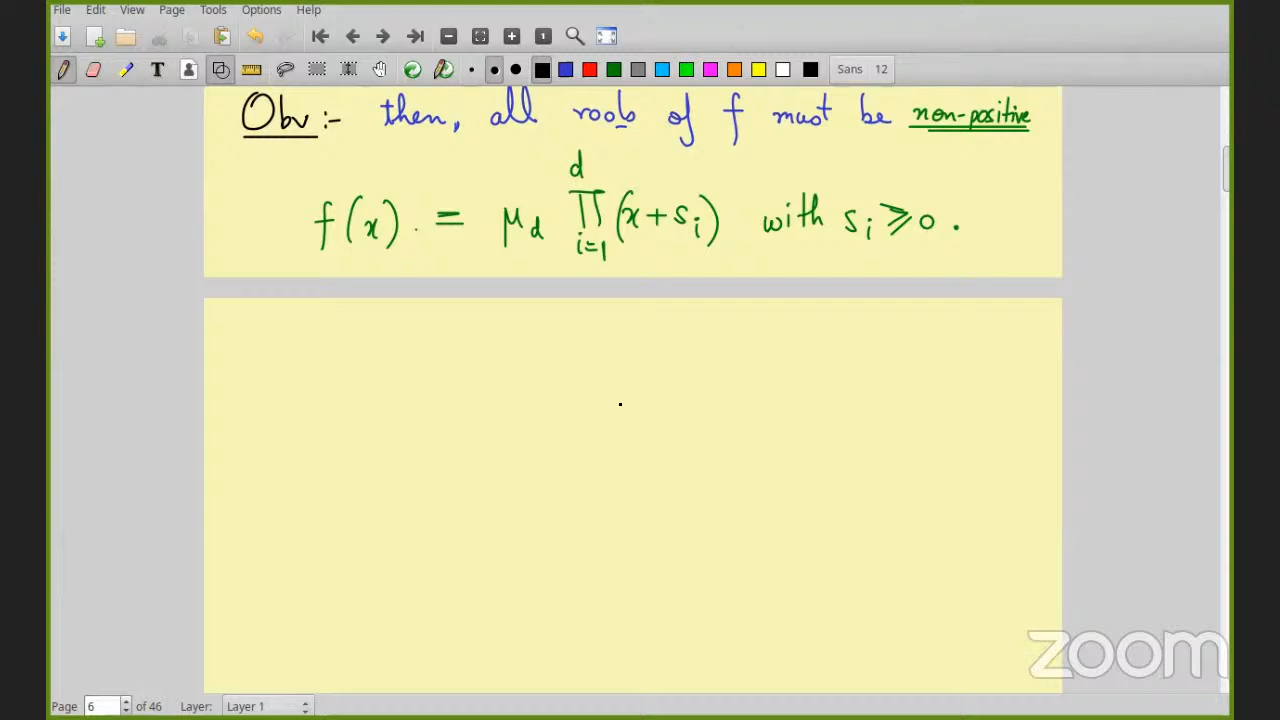 File Edit View Page Tools Options Help
Sans 12
Obv :- then, all roots of f must be non-positive
f(x) = μ_d ∏_{i=1}^{d} (x + s_i) with s_i ⩾ 0 .
zoom
Page 6 of 46 Layer: Layer 1